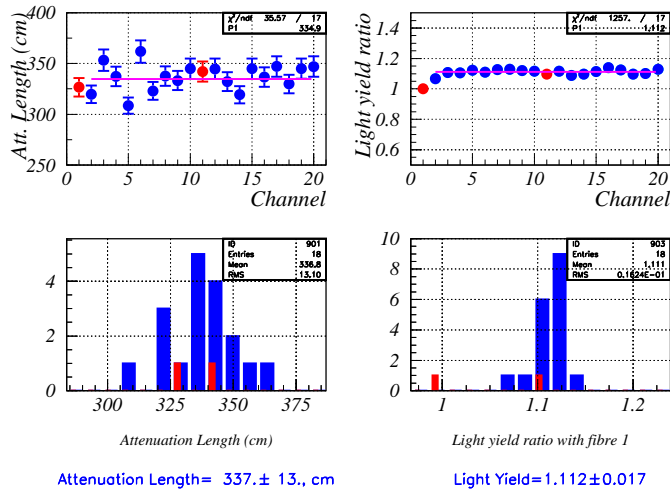 χ²/ndf 35.57 / 17
P1 334.9
Att. Length (cm)
400
350
300
250
0
5
10
15
20
Channel
χ²/ndf 1257. / 17
P1 1.112
Light yield ratio
1.4
1.2
1
0.8
0.6
0
5
10
15
20
Channel
ID 901
Entries 18
Mean 336.8
RMS 13.10
4
2
0
300
325
350
375
Attenuation Length (cm)
ID 903
Entries 18
Mean 1.111
RMS 0.1624E-01
10
8
6
4
2
0
1
1.1
1.2
Light yield ratio with fibre 1
Attenuation Length= 337.± 13., cm
Light Yield=1.112±0.017